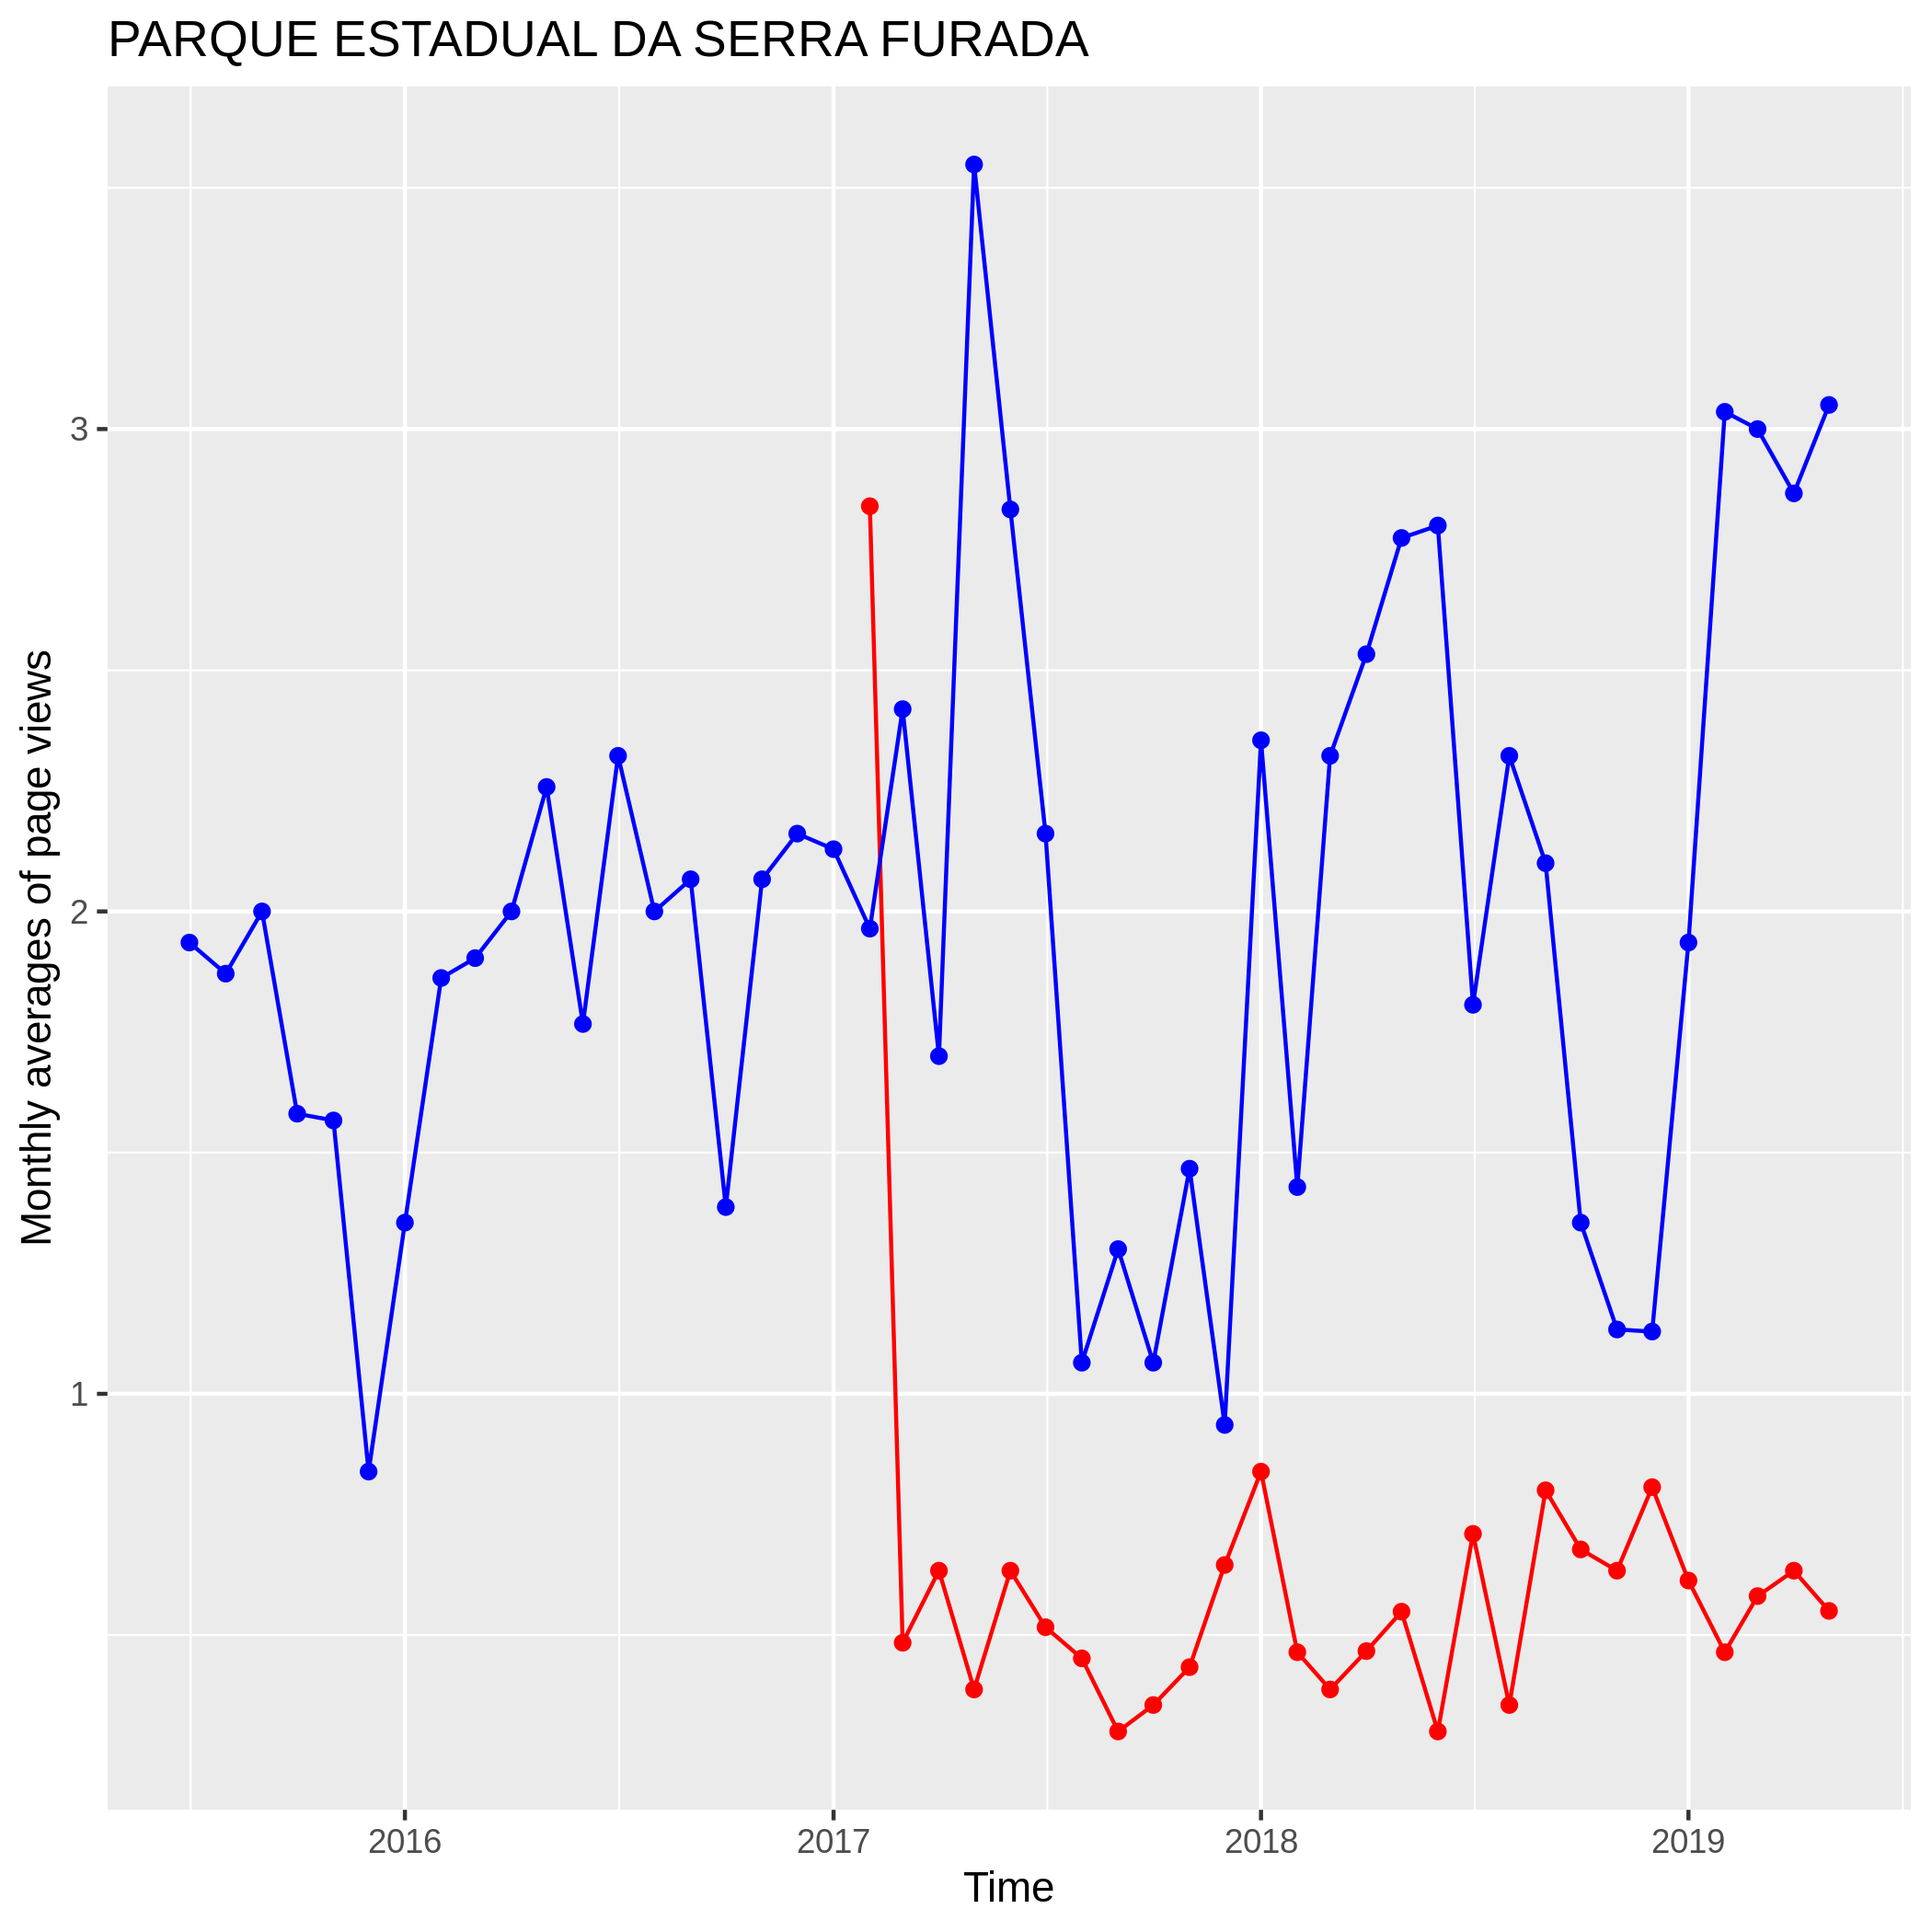 PARQUE ESTADUAL DA SERRA FURADA
Monthly averages of page views
3
2
1
2016
2017
2018
2019
Time